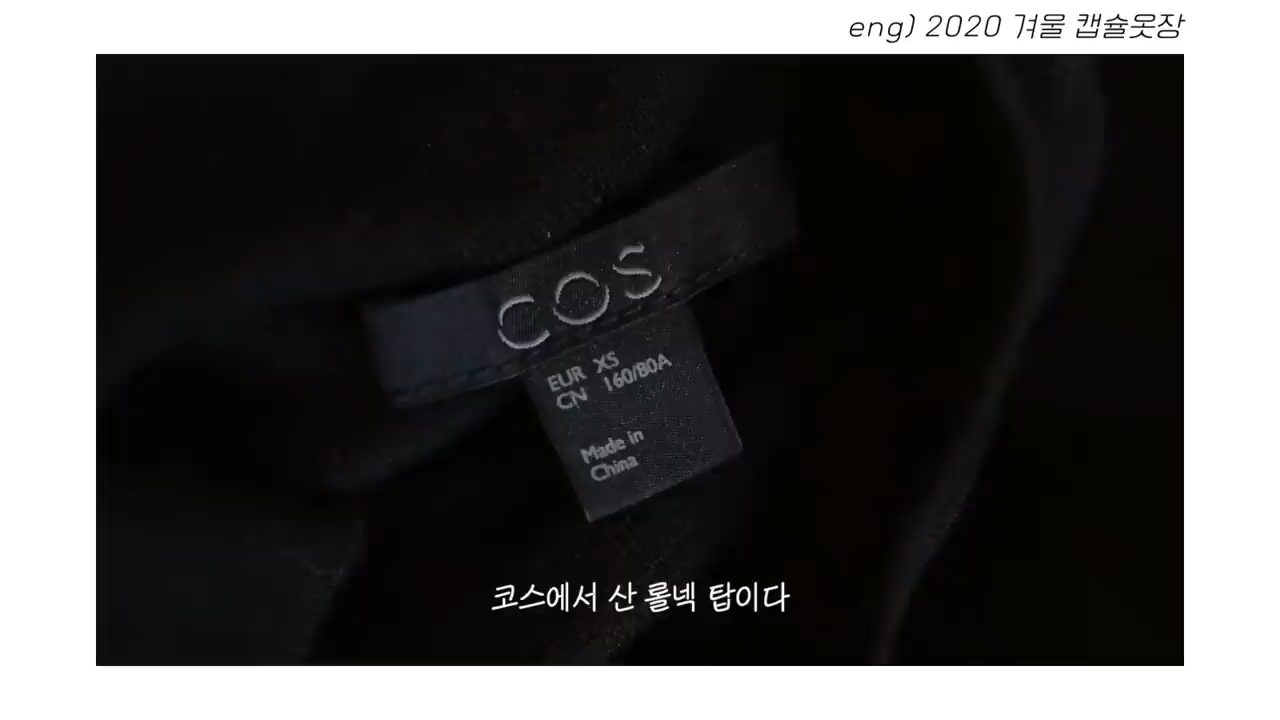 eng) 2020 겨울 캡슐옷장
COS
EUR XS
CN 160/80A
Made in
China
코스에서 산 롤넥 탑이다